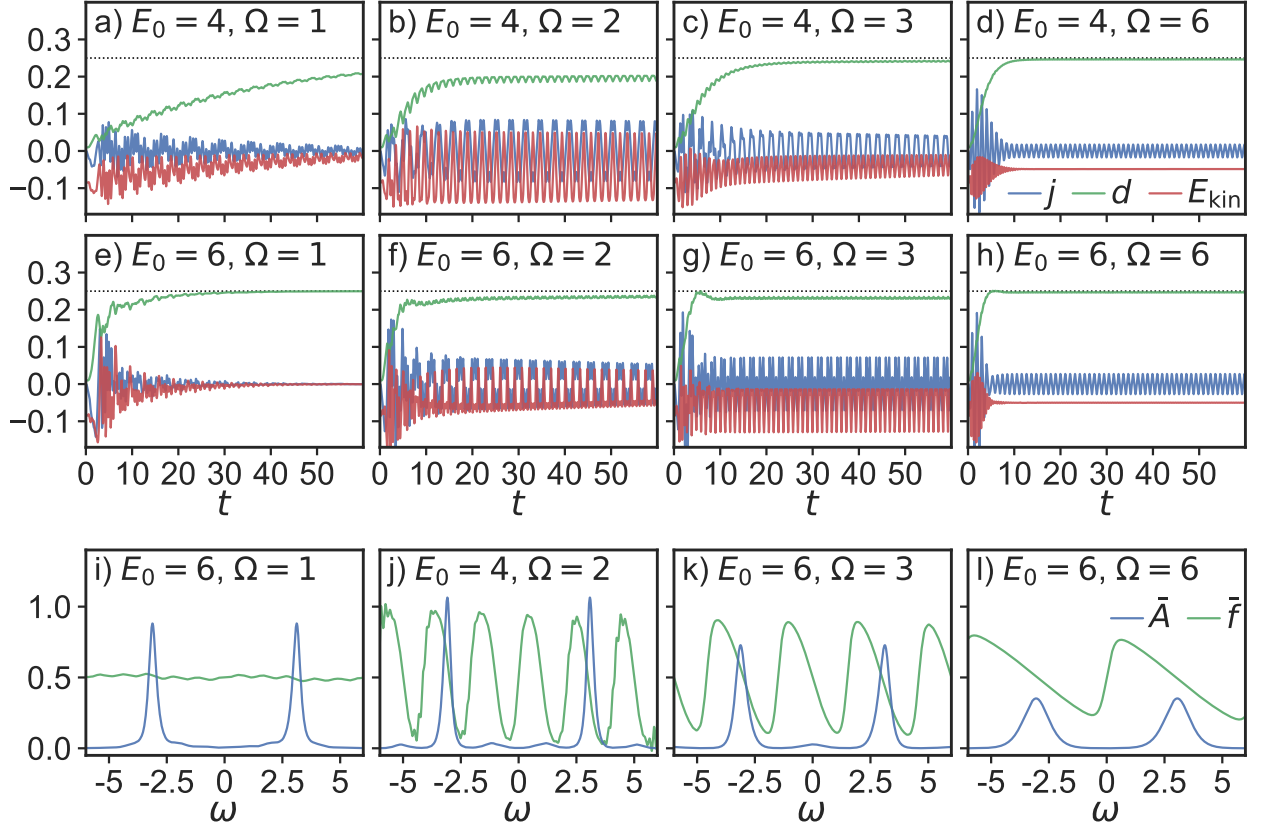 a) E₀ = 4, Ω = 1
b) E₀ = 4, Ω = 2
c) E₀ = 4, Ω = 3
d) E₀ = 4, Ω = 6
0.3
0.2
0.1
0.0
−0.1
j d E_kin
e) E₀ = 6, Ω = 1
f) E₀ = 6, Ω = 2
g) E₀ = 6, Ω = 3
h) E₀ = 6, Ω = 6
0.3
0.2
0.1
0.0
−0.1
0 10 20 30 40 50
0 10 20 30 40 50
0 10 20 30 40 50
0 10 20 30 40 50
t
t
t
t
i) E₀ = 6, Ω = 1
j) E₀ = 4, Ω = 2
k) E₀ = 6, Ω = 3
l) E₀ = 6, Ω = 6
1.0
0.5
0.0
Ā f̄
-5 -2.5 0 2.5 5
-5 -2.5 0 2.5 5
-5 -2.5 0 2.5 5
-5 -2.5 0 2.5 5
ω
ω
ω
ω